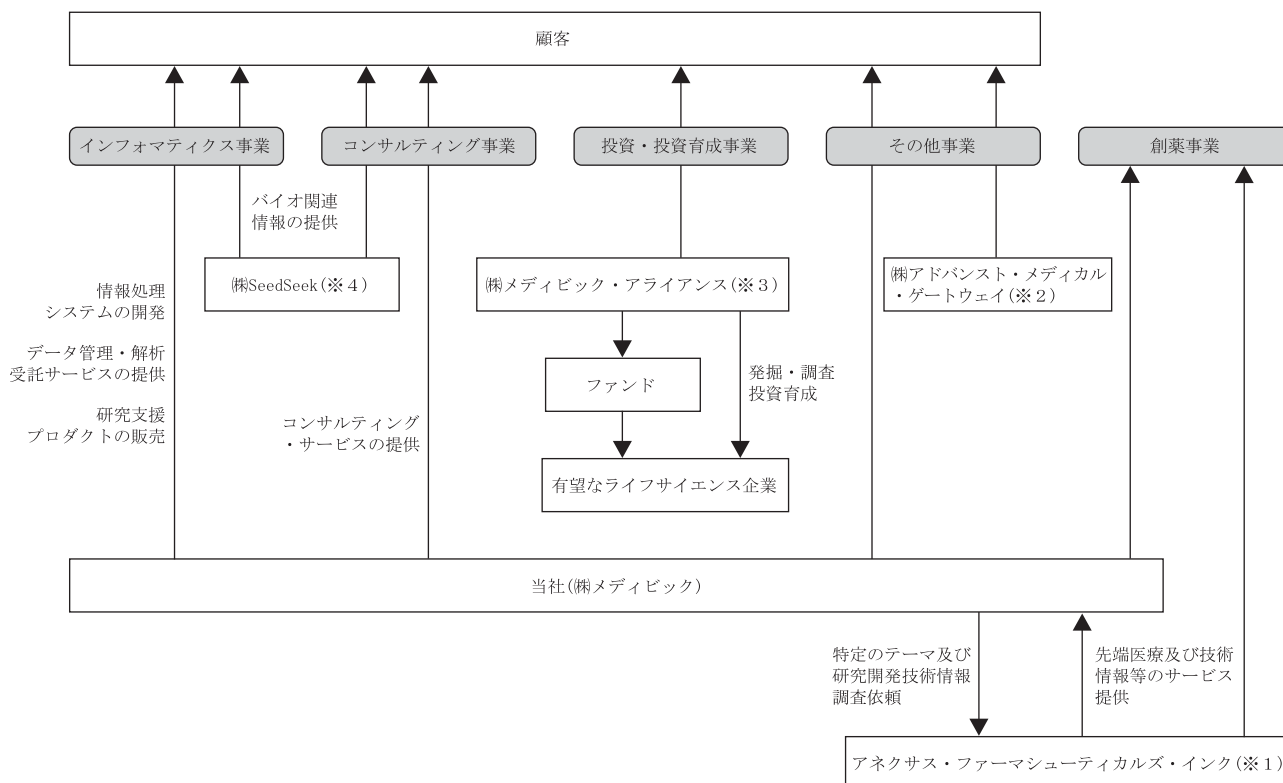 顧客
インフォマティクス事業
コンサルティング事業
投資・投資育成事業
その他事業
創薬事業
バイオ関連
情報の提供
㈱SeedSeek(※4)
㈱メディビック・アライアンス(※3)
㈱アドバンスト・メディカル
・ゲートウェイ(※2)
情報処理
システムの開発
データ管理・解析
受託サービスの提供
研究支援
プロダクトの販売
コンサルティング
・サービスの提供
ファンド
発掘・調査
投資育成
有望なライフサイエンス企業
当社(㈱メディビック)
特定のテーマ及び
研究開発技術情報
調査依頼
先端医療及び技術
情報等のサービス
提供
アネクサス・ファーマシューティカルズ・インク(※1)